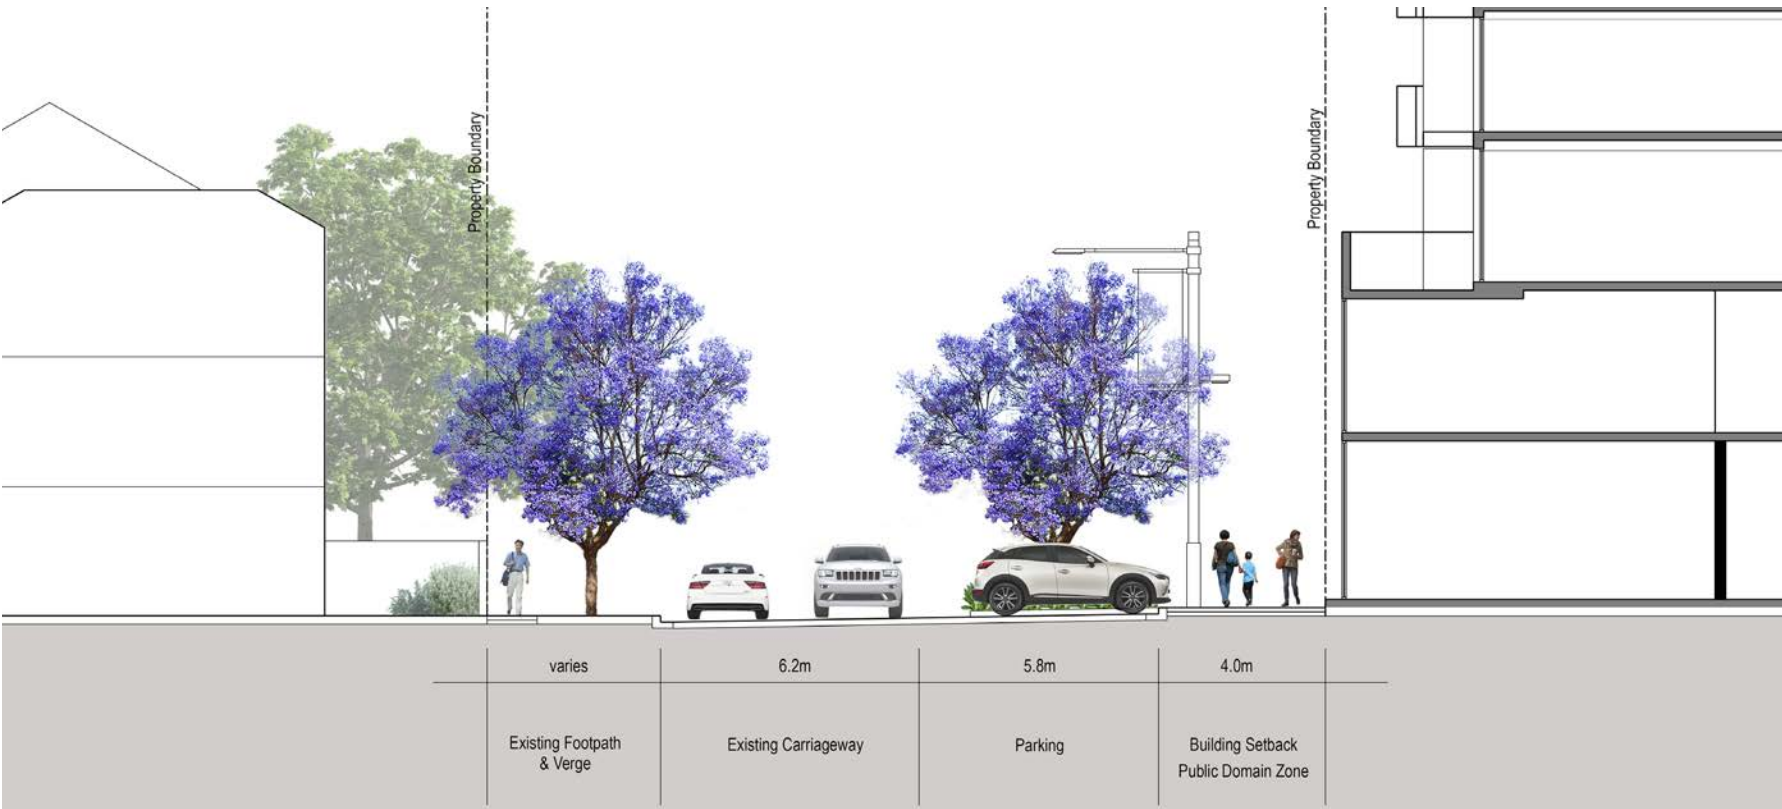 Property Boundary
Property Boundary
varies
6.2m
5.8m
4.0m
Existing Footpath
& Verge
Existing Carriageway
Parking
Building Setback
Public Domain Zone